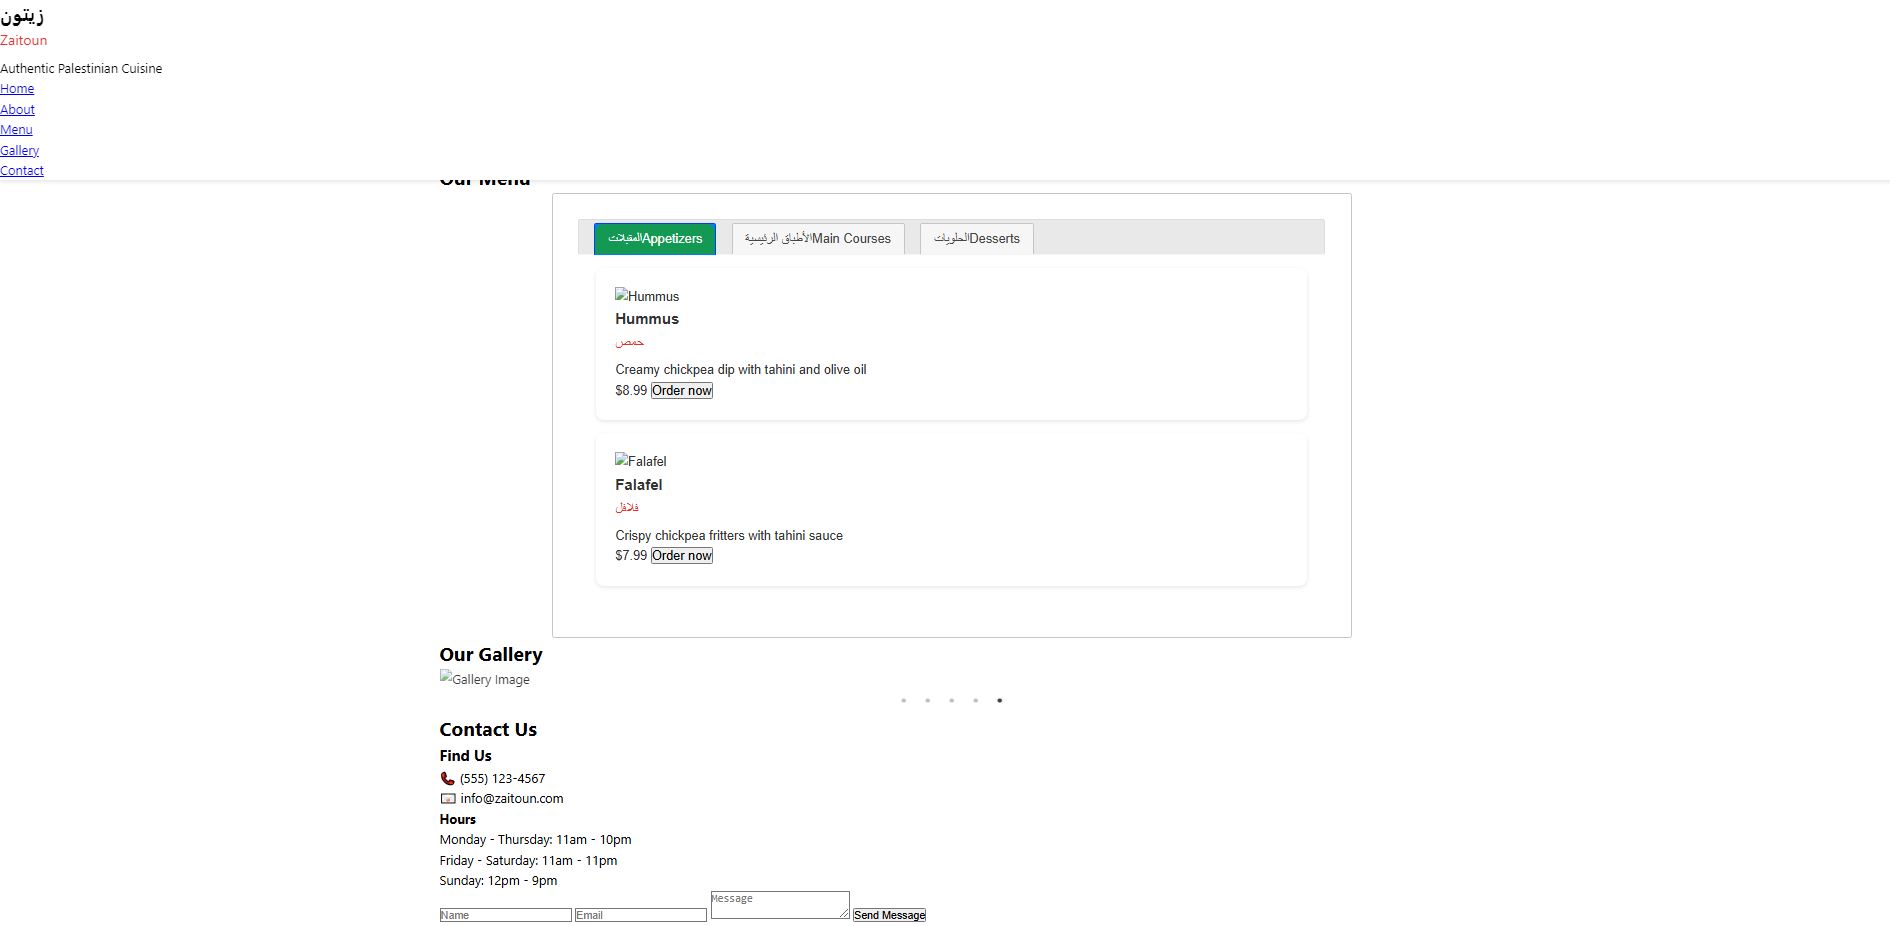 زيتون
Zaitoun
Authentic Palestinian Cuisine
Home
About
Menu
Gallery
Contact
Our Menu
المقبلاتAppetizers
الأطباق الرئيسيةMain Courses
الحلوياتDesserts
Hummus
Hummus
حمص
Creamy chickpea dip with tahini and olive oil
$8.99 Order now
Falafel
Falafel
فلافل
Crispy chickpea fritters with tahini sauce
$7.99 Order now
Our Gallery
Gallery Image
Contact Us
Find Us
(555) 123-4567
info@zaitoun.com
Hours
Monday - Thursday: 11am - 10pm
Friday - Saturday: 11am - 11pm
Sunday: 12pm - 9pm
Name Email Message Send Message